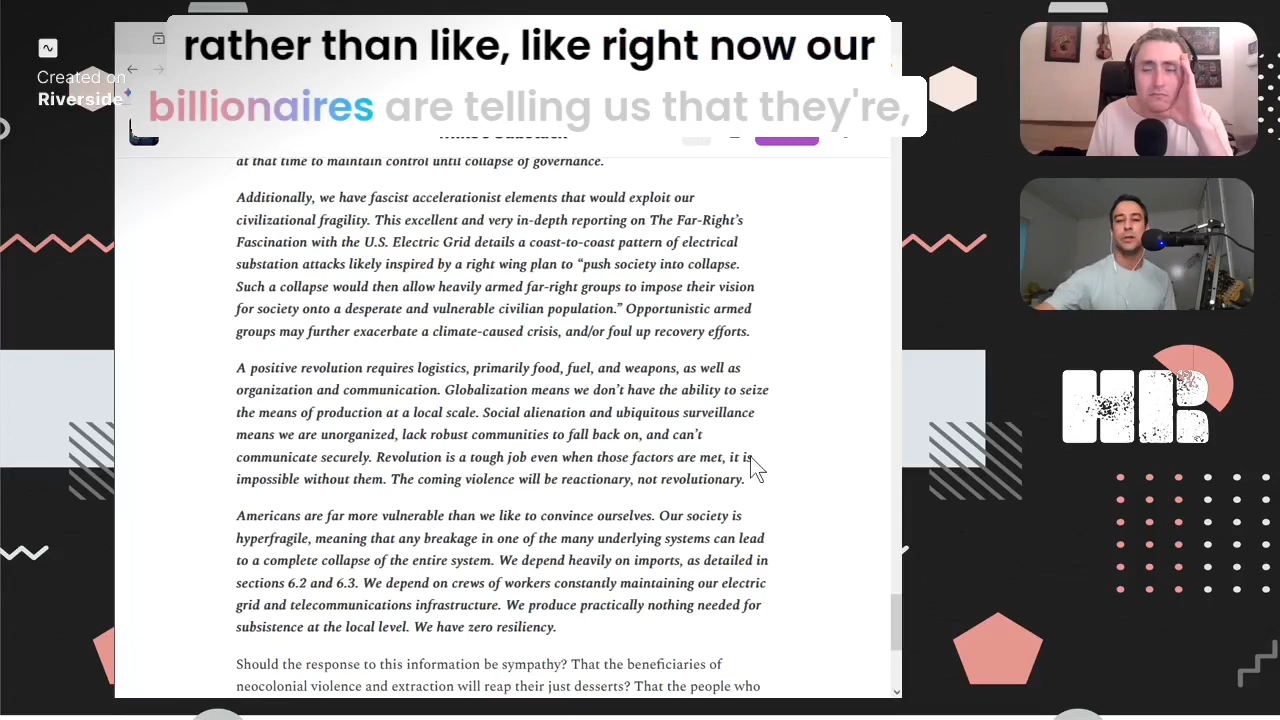 rather than like, like right now our
billionaires are telling us that they're,
Created on
Riverside
at that time to maintain control until collapse of governance.
Additionally, we have fascist accelerationist elements that would exploit our
civilizational fragility. This excellent and very in-depth reporting on The Far-Right’s
Fascination with the U.S. Electric Grid details a coast-to-coast pattern of electrical
substation attacks likely inspired by a right wing plan to “push society into collapse.
Such a collapse would then allow heavily armed far-right groups to impose their vision
for society onto a desperate and vulnerable civilian population.” Opportunistic armed
groups may further exacerbate a climate-caused crisis, and/or foul up recovery efforts.
A positive revolution requires logistics, primarily food, fuel, and weapons, as well as
organization and communication. Globalization means we don’t have the ability to seize
the means of production at a local scale. Social alienation and ubiquitous surveillance
means we are unorganized, lack robust communities to fall back on, and can’t
communicate securely. Revolution is a tough job even when those factors are met, it is
impossible without them. The coming violence will be reactionary, not revolutionary.
Americans are far more vulnerable than we like to convince ourselves. Our society is
hyperfragile, meaning that any breakage in one of the many underlying systems can lead
to a complete collapse of the entire system. We depend heavily on imports, as detailed in
sections 6.2 and 6.3. We depend on crews of workers constantly maintaining our electric
grid and telecommunications infrastructure. We produce practically nothing needed for
subsistence at the local level. We have zero resiliency.
Should the response to this information be sympathy? That the beneficiaries of
neocolonial violence and extraction will reap their just desserts? That the people who
HR